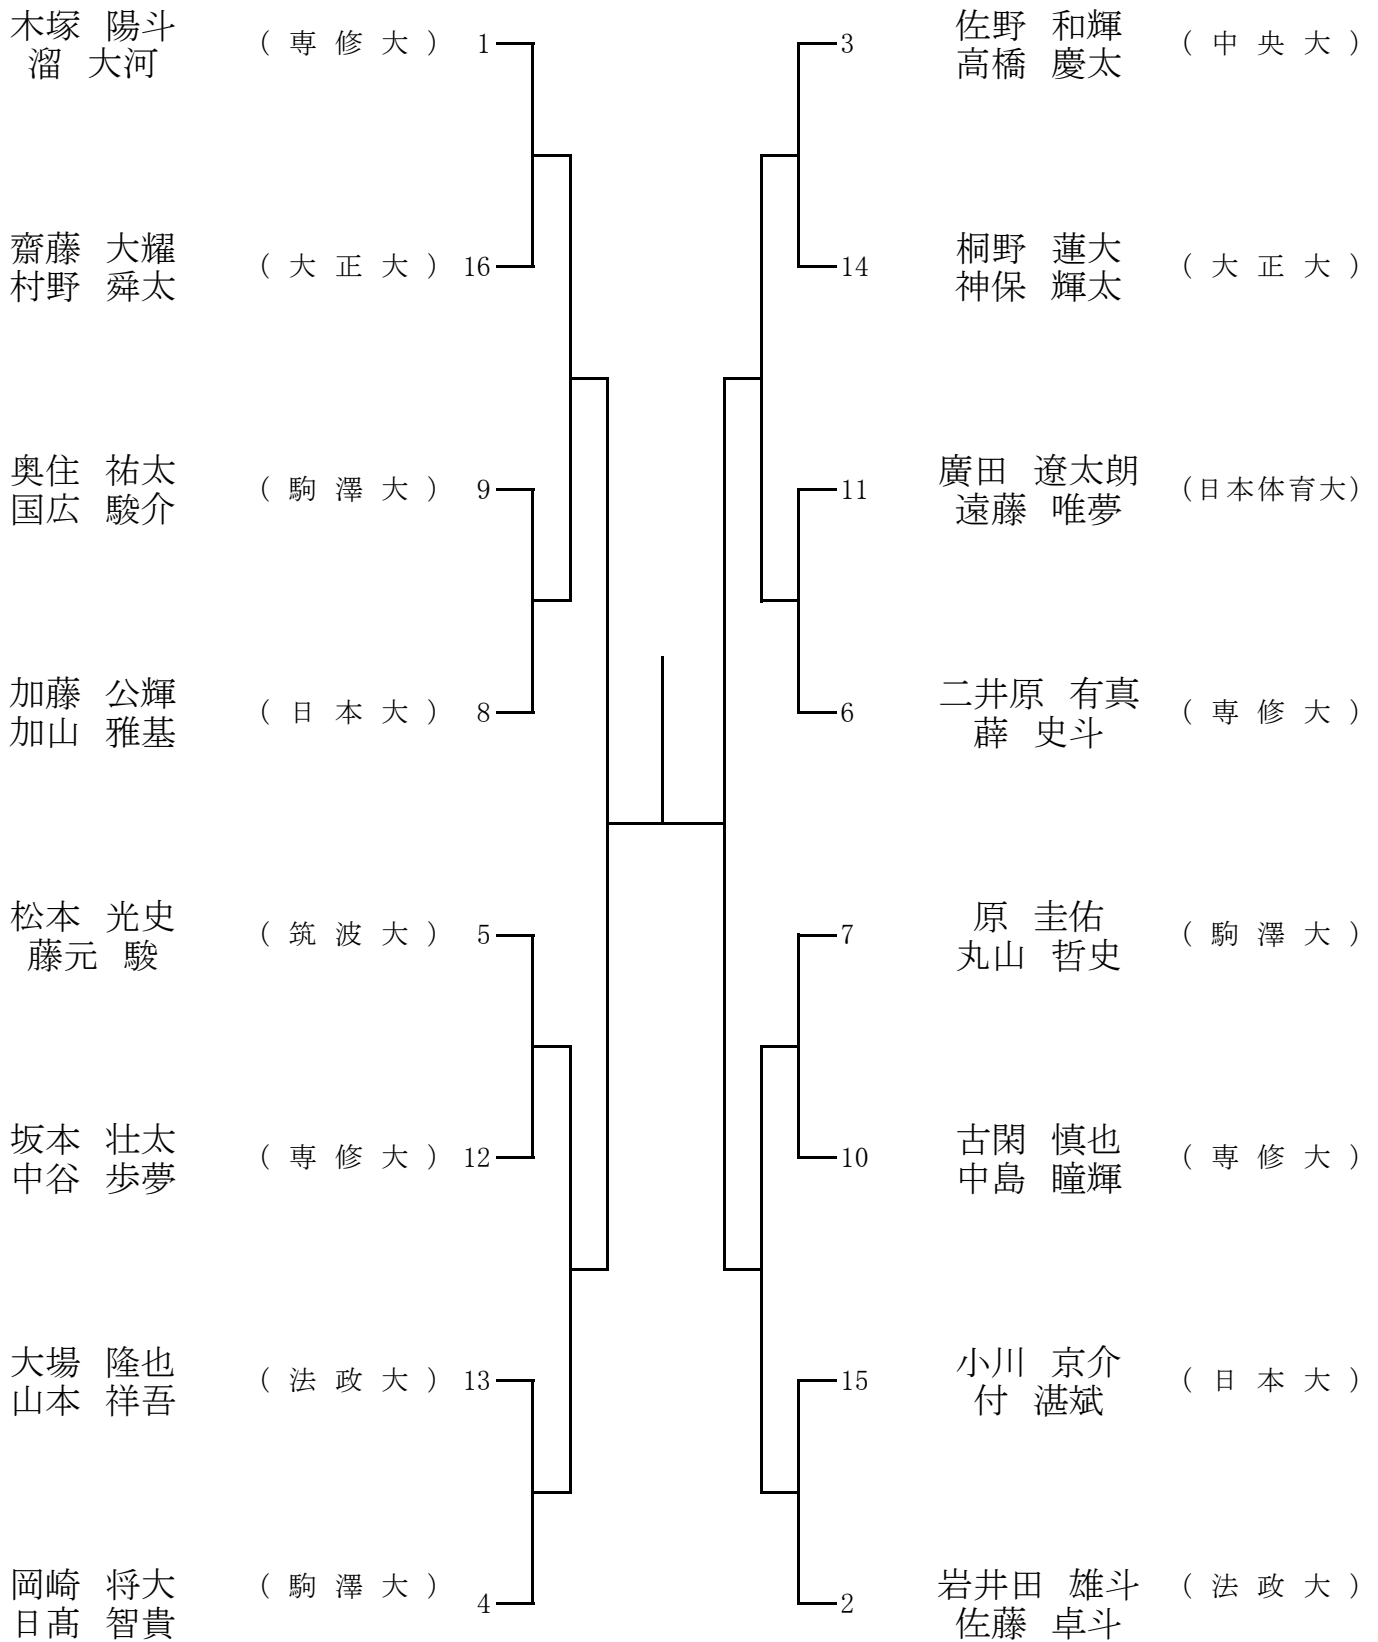 木塚 陽斗
溜 大河
(専修大) 1
齋藤 大耀
村野 舜太
(大正大) 16
奥住 祐太
国広 駿介
(駒澤大) 9
加藤 公輝
加山 雅基
(日本大) 8
松本 光史
藤元 駿
(筑波大) 5
坂本 壮太
中谷 歩夢
(専修大) 12
大場 隆也
山本 祥吾
(法政大) 13
岡崎 将大
日髙 智貴
(駒澤大) 4
3 佐野 和輝
高橋 慶太
(中央大)
14 桐野 蓮大
神保 輝太
(大正大)
11 廣田 遼太朗
遠藤 唯夢
(日本体育大)
6 二井原 有真
薜 史斗
(専修大)
7 原 圭佑
丸山 哲史
(駒澤大)
10 古閑 慎也
中島 瞳輝
(専修大)
15 小川 京介
付 湛斌
(日本大)
2 岩井田 雄斗
佐藤 卓斗
(法政大)